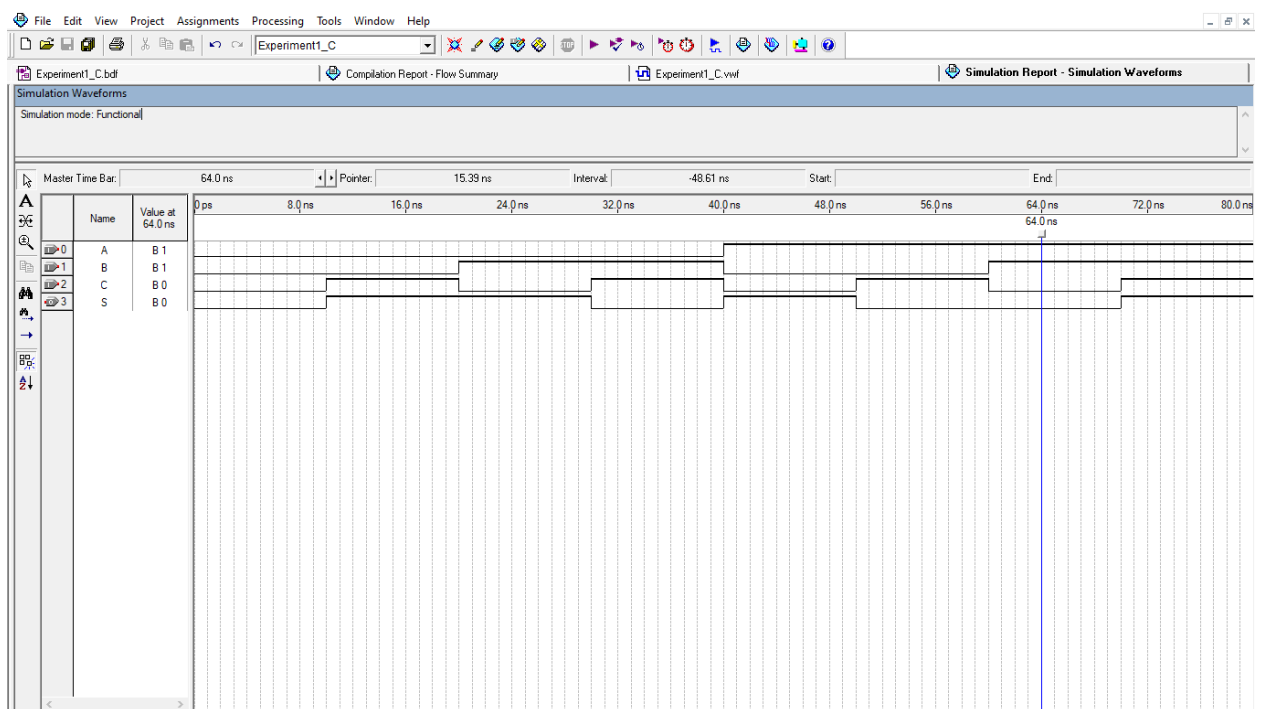 File Edit View Project Assignments Processing Tools Window Help
Experiment1_C
Experiment1_C.bdf Compilation Report - Flow Summary Experiment1_C.vwf Simulation Report - Simulation Waveforms
Simulation Waveforms
Simulation mode: Functional
Master Time Bar: 64.0 ns Pointer: 15.39 ns Interval: -48.61 ns Start: End:
Name Value at 64.0 ns 0 ps 8.0 ns 16.0 ns 24.0 ns 32.0 ns 40.0 ns 48.0 ns 56.0 ns 64.0 ns 72.0 ns 80.0 ns
64.0 ns
0 A B 1
1 B B 1
2 C B 0
3 S B 0